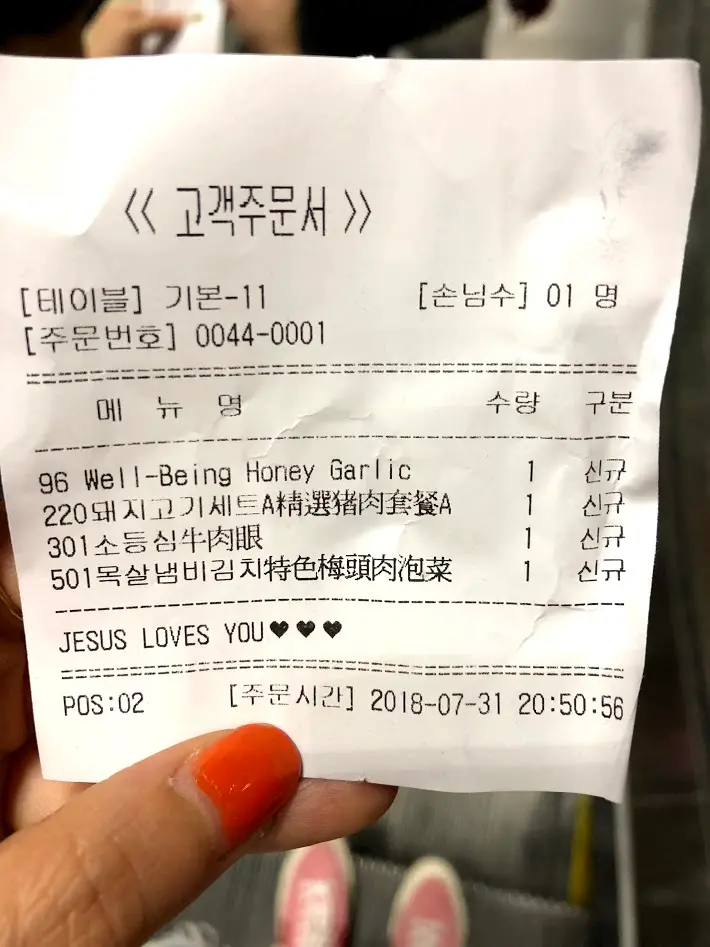 << 고객주문서 >>
[테이블] 기본-11 [손님수] 01 명
[주문번호] 0044-0001
메 뉴 명 수량 구분
96 Well-Being Honey Garlic 1 신규
220돼지고기세트A精選猪肉套餐A 1 신규
301소등심牛肉眼 1 신규
501목살냄비김치特色梅頭肉泡菜 1 신규
JESUS LOVES YOU♥♥♥
POS:02 [주문시간] 2018-07-31 20:50:56